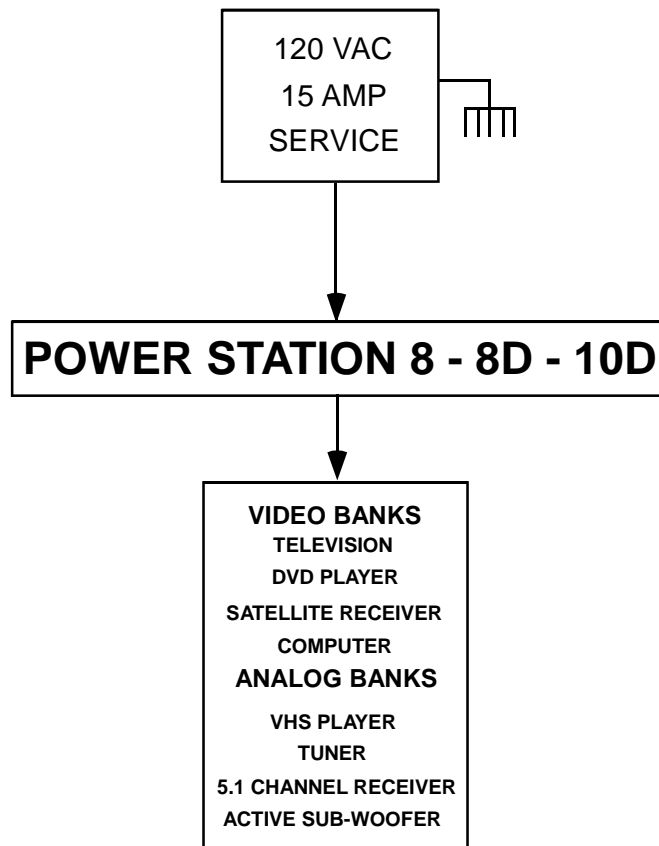 120 VAC
15 AMP
SERVICE
POWER STATION 8 - 8D - 10D
VIDEO BANKS
TELEVISION
DVD PLAYER
SATELLITE RECEIVER
COMPUTER
ANALOG BANKS
VHS PLAYER
TUNER
5.1 CHANNEL RECEIVER
ACTIVE SUB-WOOFER